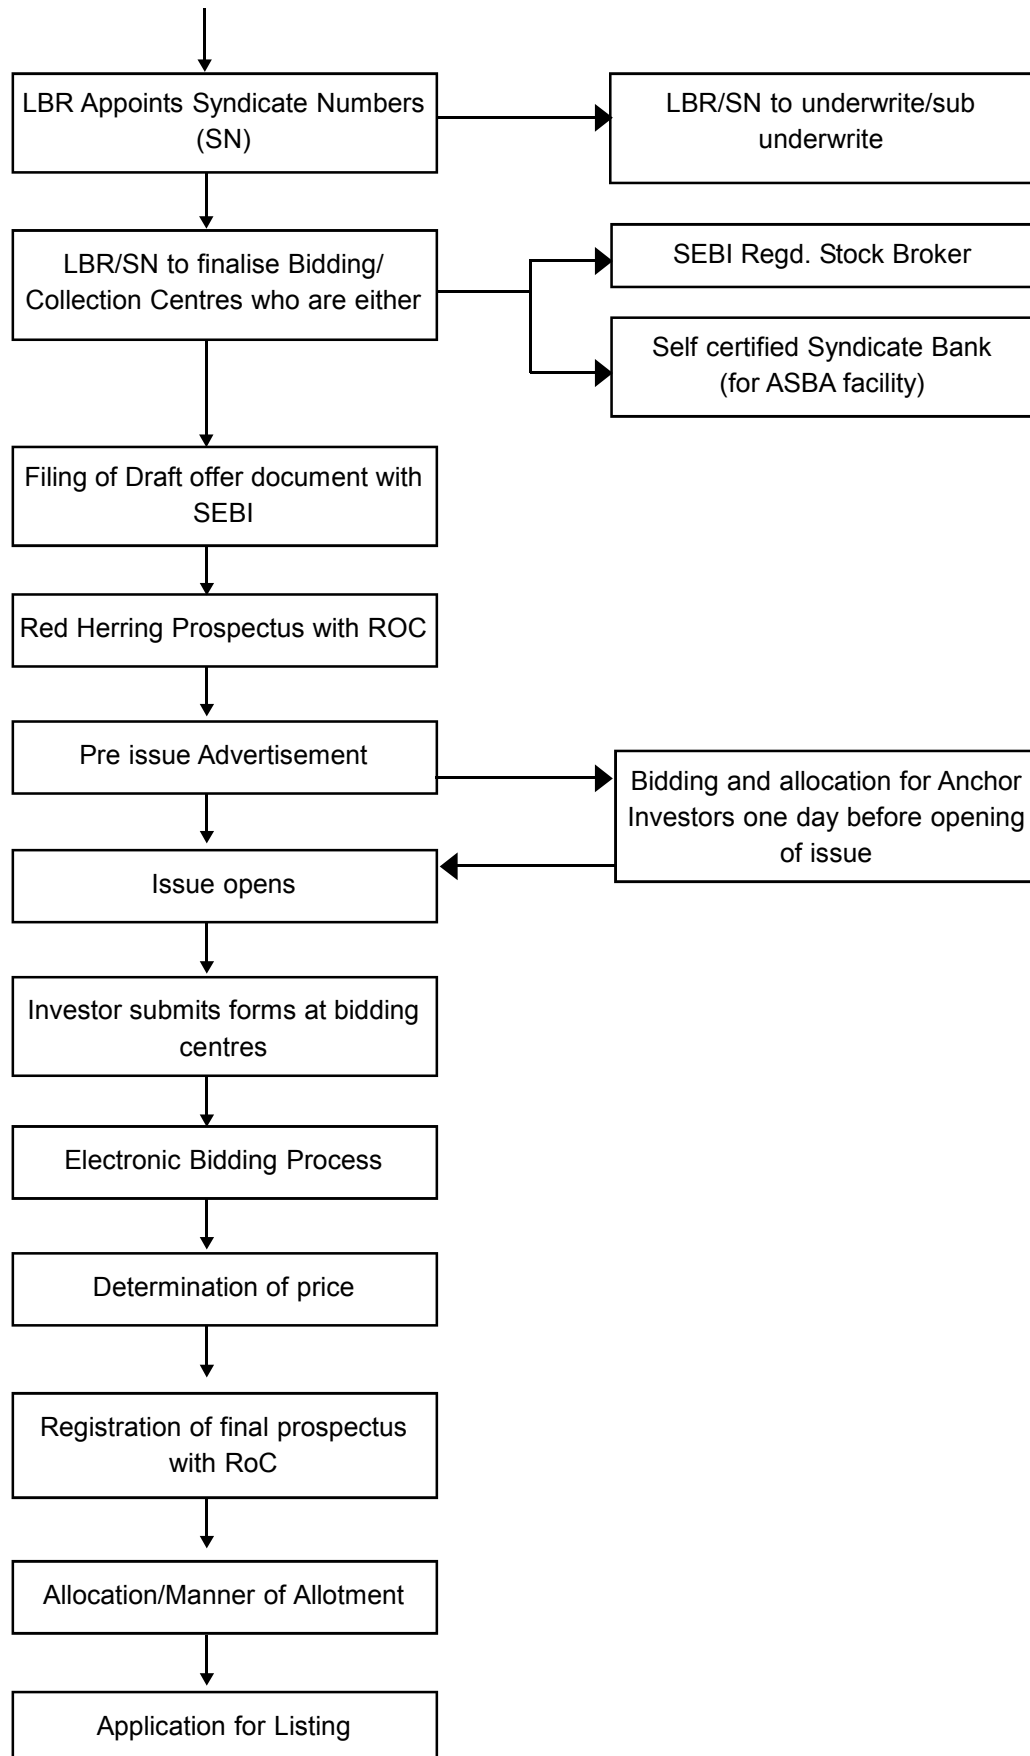 LBR Appoints Syndicate Numbers
(SN)
LBR/SN to underwrite/sub
underwrite
LBR/SN to finalise Bidding/
Collection Centres who are either
SEBI Regd. Stock Broker
Self certified Syndicate Bank
(for ASBA facility)
Filing of Draft offer document with
SEBI
Red Herring Prospectus with ROC
Pre issue Advertisement
Bidding and allocation for Anchor
Investors one day before opening
of issue
Issue opens
Investor submits forms at bidding
centres
Electronic Bidding Process
Determination of price
Registration of final prospectus
with RoC
Allocation/Manner of Allotment
Application for Listing